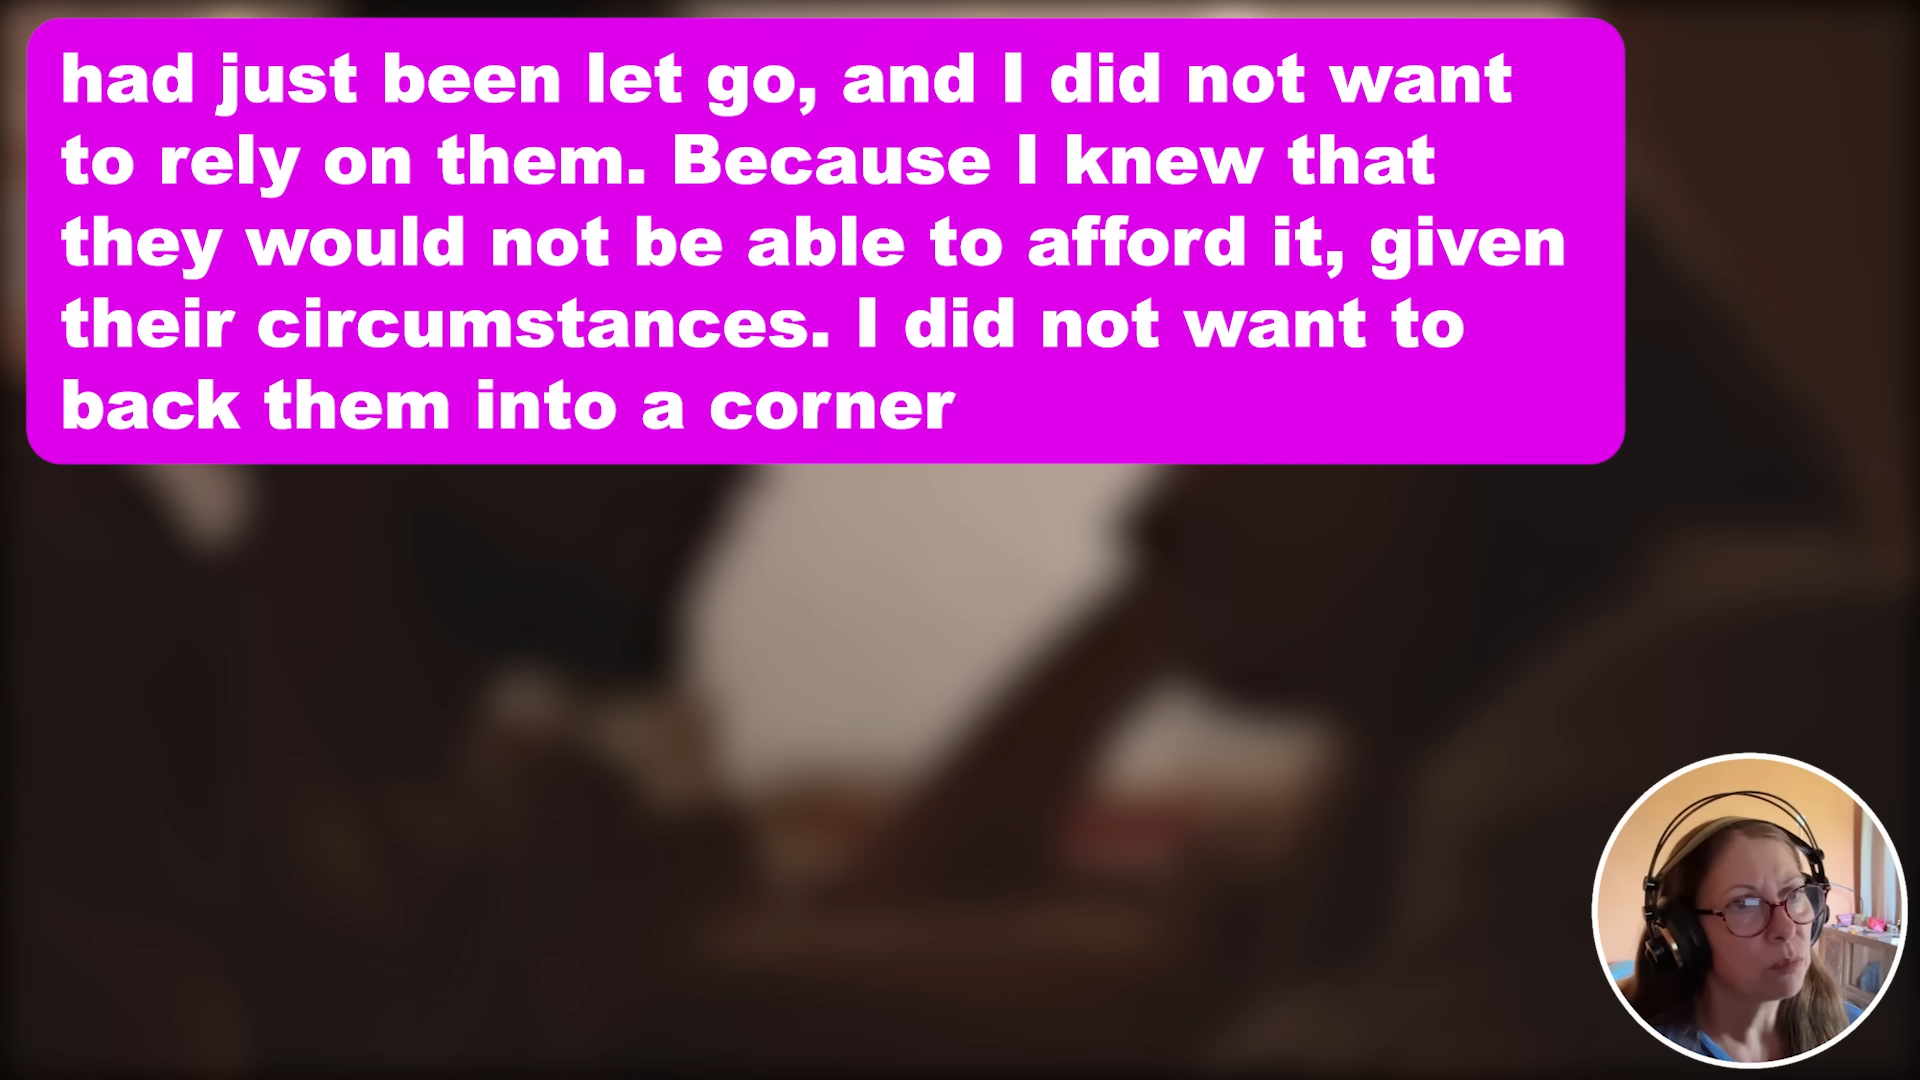 had just been let go, and I did not want
to rely on them. Because I knew that
they would not be able to afford it, given
their circumstances. I did not want to
back them into a corner